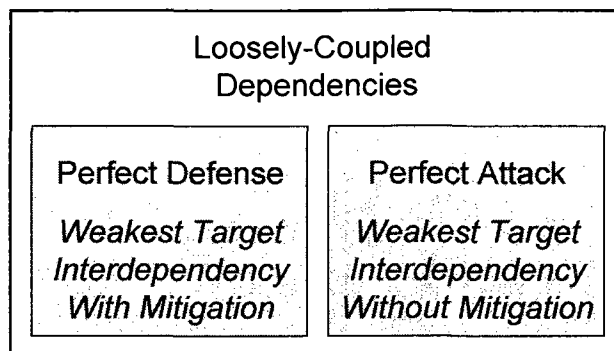 Loosely-Coupled
Dependencies
Perfect Defense
Weakest Target
Interdependency
With Mitigation
Perfect Attack
Weakest Target
Interdependency
Without Mitigation